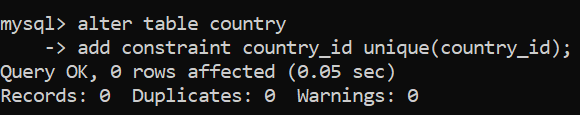 mysql> alter table country
    -> add constraint country_id unique(country_id);
Query OK, 0 rows affected (0.05 sec)
Records: 0  Duplicates: 0  Warnings: 0